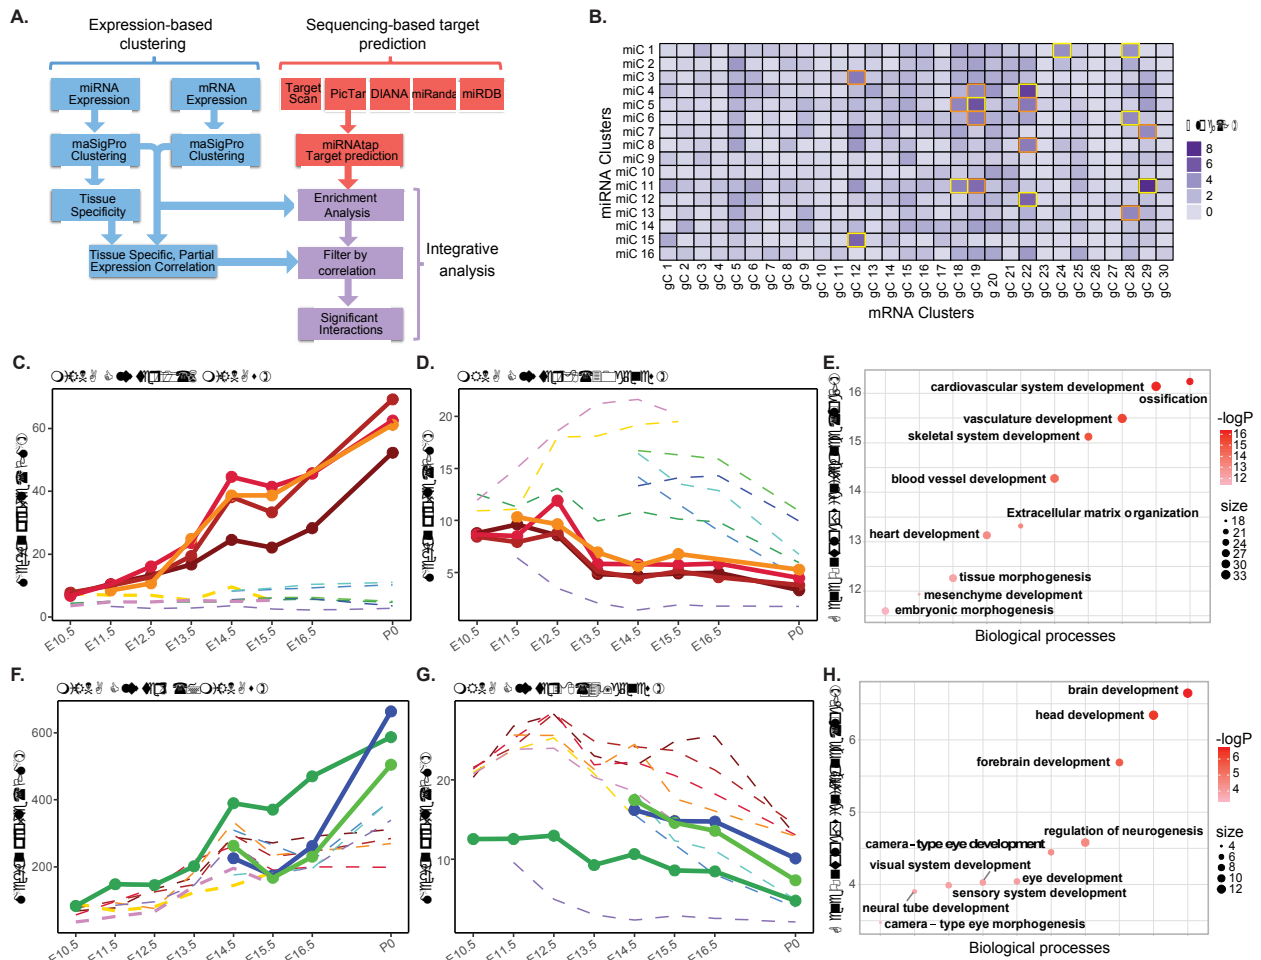 A.
Expression-based
clustering
Sequencing-based target
prediction
miRNA
Expression
mRNA
Expression
Target
Scan
PicTar
DIANA
miRanda
miRDB
maSigPro
Clustering
maSigPro
Clustering
miRNAtap
Target prediction
Tissue
Specificity
Enrichment
Analysis
Tissue Specific, Partial
Expression Correlation
Filter by
correlation
Significant
Interactions
Integrative
analysis
B.
miRNA Clusters
miC 1
miC 2
miC 3
miC 4
miC 5
miC 6
miC 7
miC 8
miC 9
miC 10
miC 11
miC 12
miC 13
miC 14
miC 15
miC 16
gC 1
gC 2
gC 3
gC 4
gC 5
gC 6
gC 7
gC 8
gC 9
gC 10
gC 11
gC 12
gC 13
gC 14
gC 15
gC 16
gC 17
gC 18
gC 19
gC 20
gC 21
gC 22
gC 23
gC 24
gC 25
gC 26
gC 27
gC 28
gC 29
gC 30
mRNA Clusters
8
6
4
2
0
C.
60
40
20
0
E10.5
E11.5
E12.5
E13.5
E14.5
E15.5
E16.5
P0
D.
20
15
10
5
E10.5
E11.5
E12.5
E13.5
E14.5
E15.5
E16.5
P0
E.
16
15
14
13
12
cardiovascular system development
ossification
vasculature development
skeletal system development
blood vessel development
Extracellular matrix organization
heart development
tissue morphogenesis
mesenchyme development
embryonic morphogenesis
Biological processes
-logP
16
15
14
13
12
size
18
21
24
27
30
33
F.
600
400
200
E10.5
E11.5
E12.5
E13.5
E14.5
E15.5
E16.5
P0
G.
20
10
E10.5
E11.5
E12.5
E13.5
E14.5
E15.5
E16.5
P0
H.
6
5
4
brain development
head development
forebrain development
regulation of neurogenesis
camera-type eye development
visual system development
eye development
sensory system development
neural tube development
camera-type eye morphogenesis
Biological processes
-logP
6
5
4
size
4
6
8
10
12